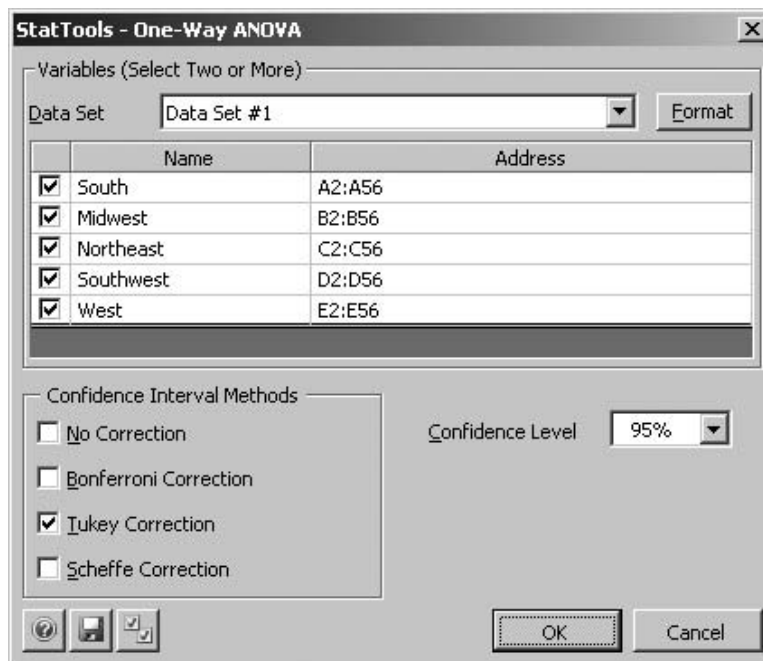 StatTools - One-Way ANOVA
Variables (Select Two or More)
Data Set Data Set #1 Format
Name Address
South A2:A56
Midwest B2:B56
Northeast C2:C56
Southwest D2:D56
West E2:E56
Confidence Interval Methods
No Correction
Confidence Level 95%
Bonferroni Correction
Tukey Correction
Scheffe Correction
OK Cancel